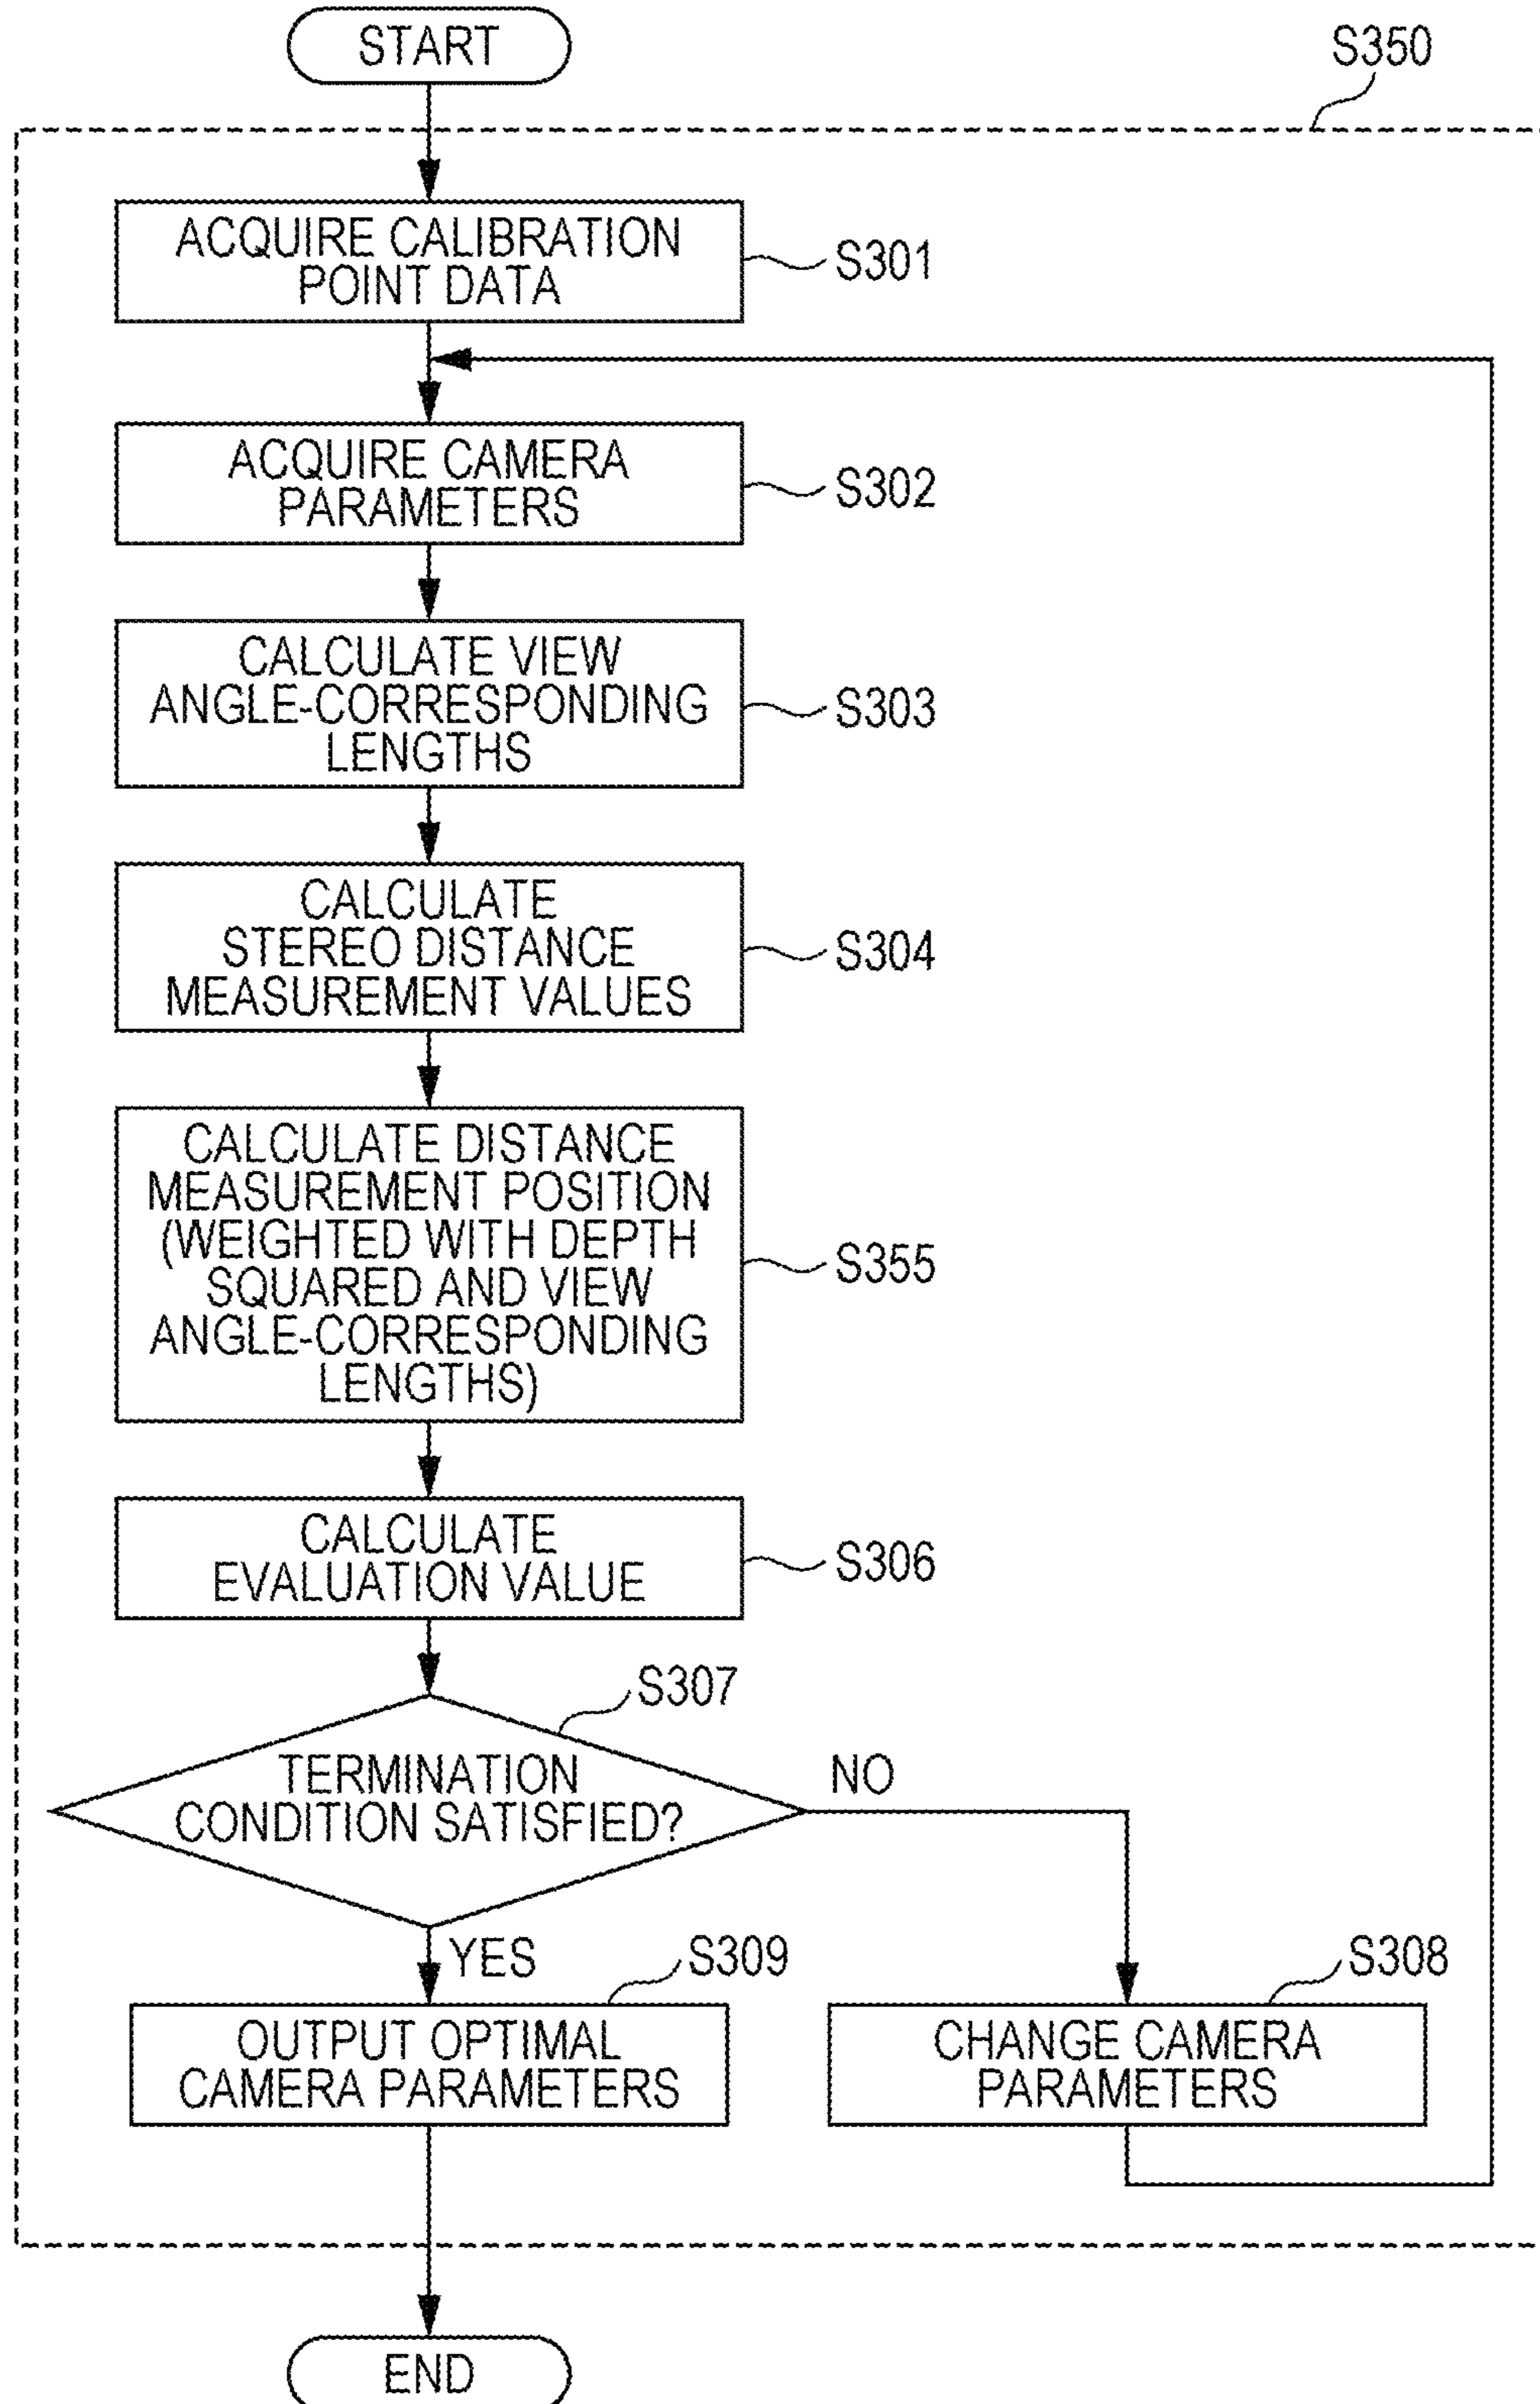 START
S350
ACQUIRE CALIBRATION
POINT DATA
S301
ACQUIRE CAMERA
PARAMETERS
S302
CALCULATE VIEW
ANGLE-CORRESPONDING
LENGTHS
S303
CALCULATE
STEREO DISTANCE
MEASUREMENT VALUES
S304
CALCULATE DISTANCE
MEASUREMENT POSITION
(WEIGHTED WITH DEPTH
SQUARED AND VIEW
ANGLE-CORRESPONDING
LENGTHS)
S355
CALCULATE
EVALUATION VALUE
S306
S307
TERMINATION
CONDITION SATISFIED?
NO
YES
S309
OUTPUT OPTIMAL
CAMERA PARAMETERS
S308
CHANGE CAMERA
PARAMETERS
END